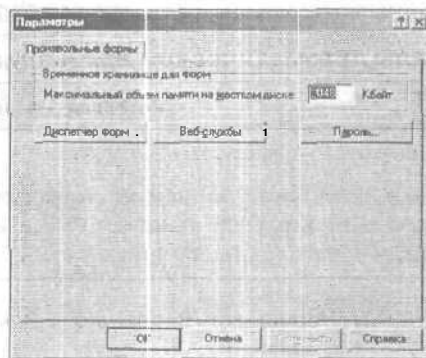 Параметры
Произвольные формы
Временное хранилище для форм
Максимальный объем памяти на жестком диске: Кбайт
Диспетчер форм . Веб-службы 1 Пароль...
OK Отмена Справка